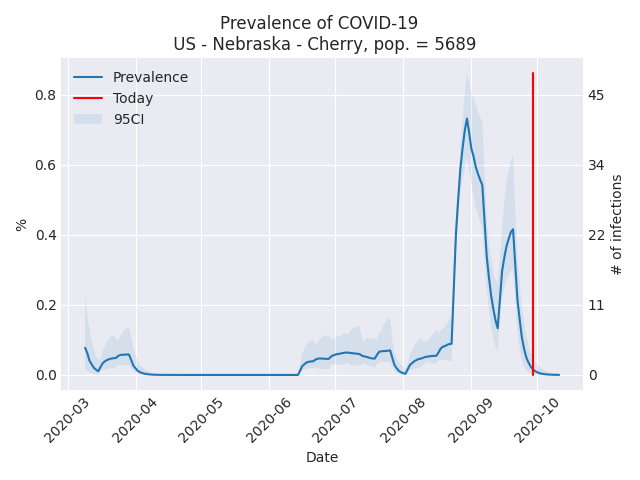 Prevalence of COVID-19
US - Nebraska - Cherry, pop. = 5689
Prevalence
Today
95CI
0.8
0.6
0.4
0.2
0.0
%
45
34
22
11
0
# of infections
2020-03
2020-04
2020-05
2020-06
2020-07
2020-08
2020-09
2020-10
Date